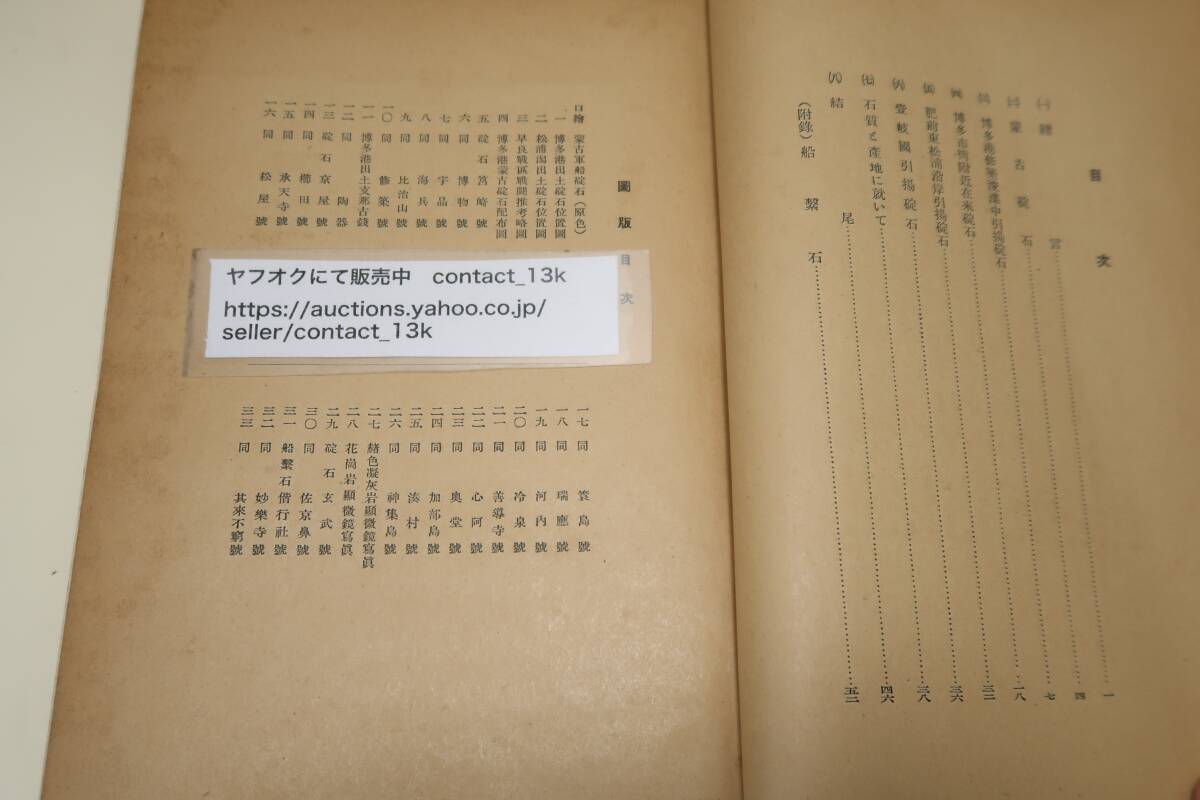 目次
(一) 緒言 一
(二) 蒙古碇石 四
(三) 博多港修築浚渫中引揚碇石 七
(四) 博多市街附近在來碇石 一八
(五) 肥前東松浦沿岸引揚碇石 三二
(六) 壹岐國引揚碇石 三六
(七) 石質と產地に就いて 三八
(八) 結尾 四六
(附錄) 船繫石 五二
圖版目次
口繪 蒙古軍船碇石(原色)
一 博多港出土碇石位置圖
二 松浦潟出土碇石位置圖
三 早良戰區戰鬪推考略圖
四 博多港蒙古碇石配布圖
五 碇石筥崎號
六 同 博物號
七 同 宇品號
八 同 海兵號
九 同 比治山號
一〇 同 修築號
一一 博多港出土支那古錢
一二 同 陶器
一三 碇石京屋號
一四 同 櫛田號
一五 同 承天寺號
一六 同 松屋號
一七 同 簑島號
一八 同 瑞應號
一九 同 河内號
二〇 同 冷泉號
二一 同 善導寺號
二二 同 心阿號
二三 同 奥堂號
二四 同 加部島號
二五 同 湊村號
二六 同 神集島號
二七 赭色凝灰岩顯微鏡寫眞
二八 花崗岩顯微鏡寫眞
二九 碇石玄武號
三〇 同 佐京鼻號
三一 船繫石偕行社號
三二 同 妙樂寺號
三三 同 其來不窮號
ヤフオクにて販売中 contact_13k
https://auctions.yahoo.co.jp/
seller/contact_13k